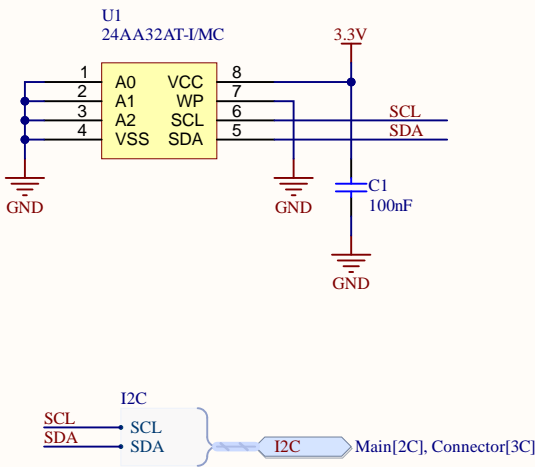 U1
24AA32AT-I/MC
3.3V
1 A0 VCC 8
2 A1 WP 7
3 A2 SCL 6 SCL
4 VSS SDA 5 SDA
GND
GND
C1
100nF
GND
I2C
SCL SCL
SDA SDA
I2C Main[2C], Connector[3C]